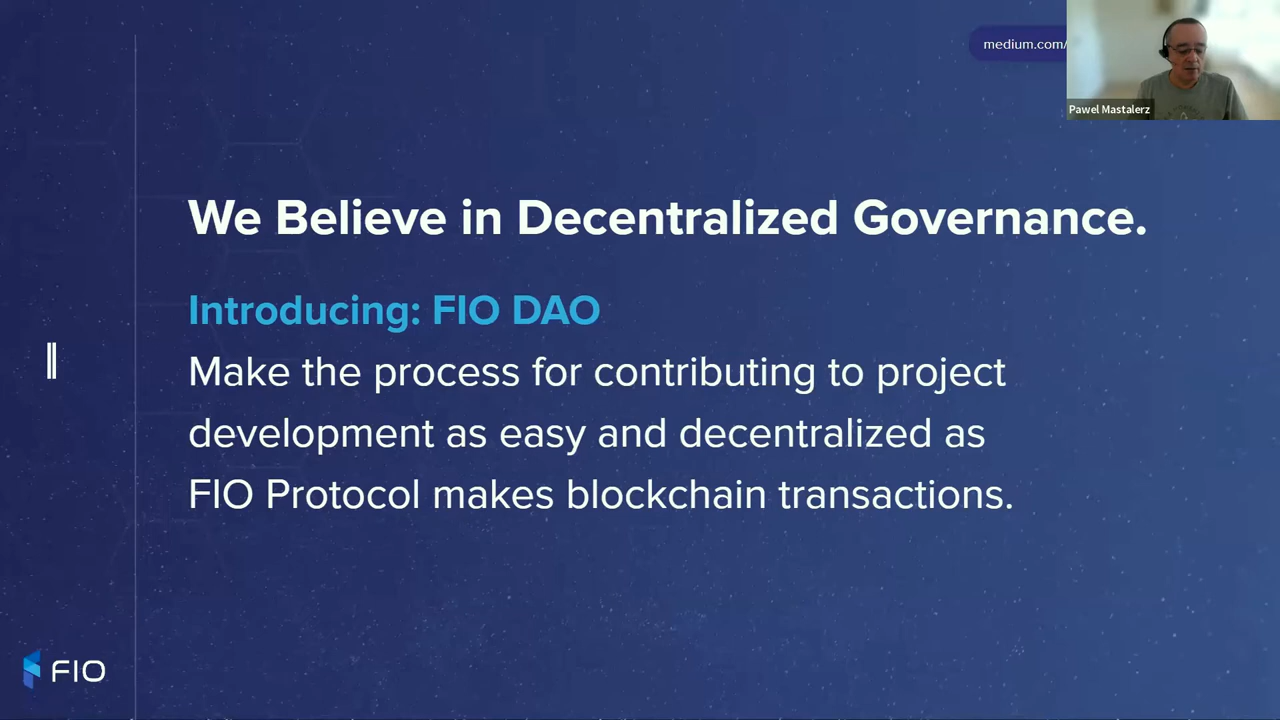 medium.com/
Pawel Mastalerz
We Believe in Decentralized Governance.
Introducing: FIO DAO
Make the process for contributing to project
development as easy and decentralized as
FIO Protocol makes blockchain transactions.
FIO